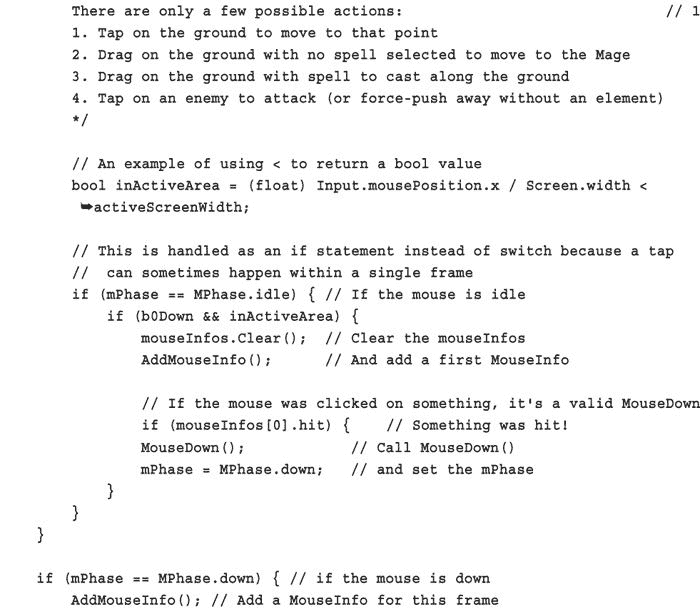 There are only a few possible actions: // 1
1. Tap on the ground to move to that point
2. Drag on the ground with no spell selected to move to the Mage
3. Drag on the ground with spell to cast along the ground
4. Tap on an enemy to attack (or force-push away without an element)
*/
// An example of using < to return a bool value
bool inActiveArea = (float) Input.mousePosition.x / Screen.width <
➥activeScreenWidth;
// This is handled as an if statement instead of switch because a tap
//  can sometimes happen within a single frame
if (mPhase == MPhase.idle) { // If the mouse is idle
if (b0Down && inActiveArea) {
mouseInfos.Clear();  // Clear the mouseInfos
AddMouseInfo();      // And add a first MouseInfo
// If the mouse was clicked on something, it's a valid MouseDown
if (mouseInfos[0].hit) {    // Something was hit!
MouseDown();            // Call MouseDown()
mPhase = MPhase.down;   // and set the mPhase
}
}
}
if (mPhase == MPhase.down) { // if the mouse is down
AddMouseInfo(); // Add a MouseInfo for this frame